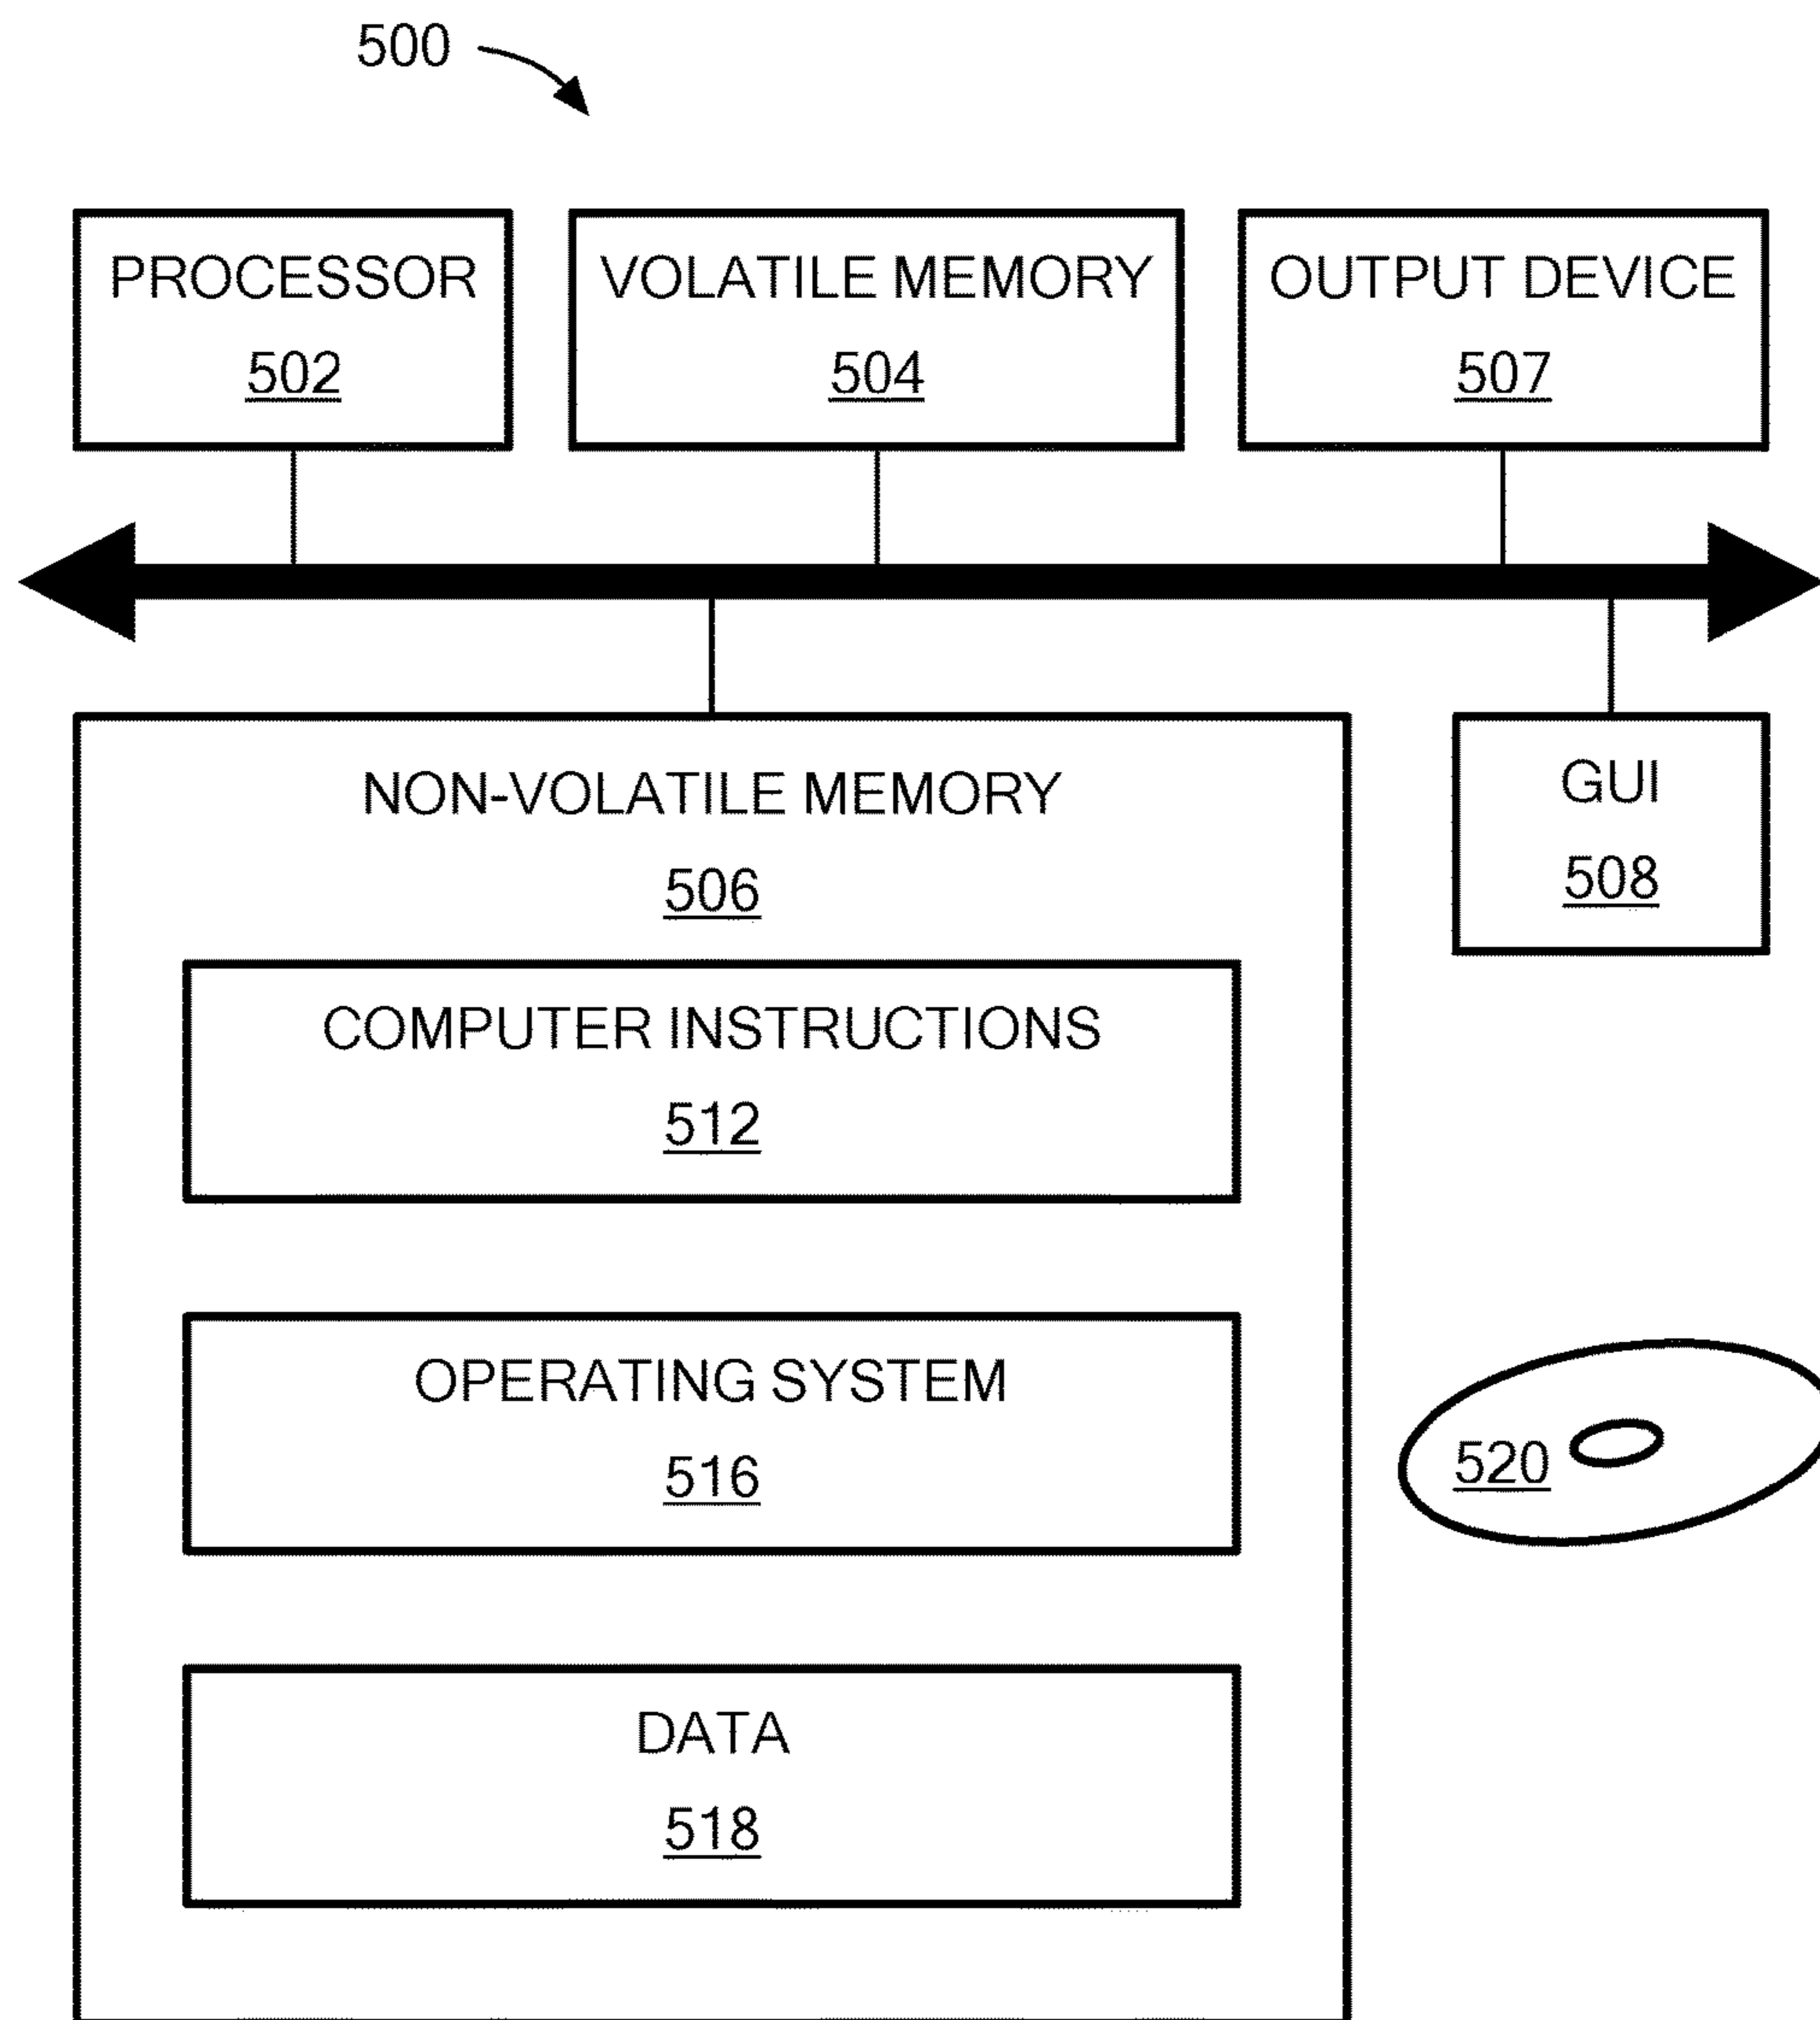 500
PROCESSOR
502
VOLATILE MEMORY
504
OUTPUT DEVICE
507
NON-VOLATILE MEMORY
506
GUI
508
COMPUTER INSTRUCTIONS
512
OPERATING SYSTEM
516
520
DATA
518